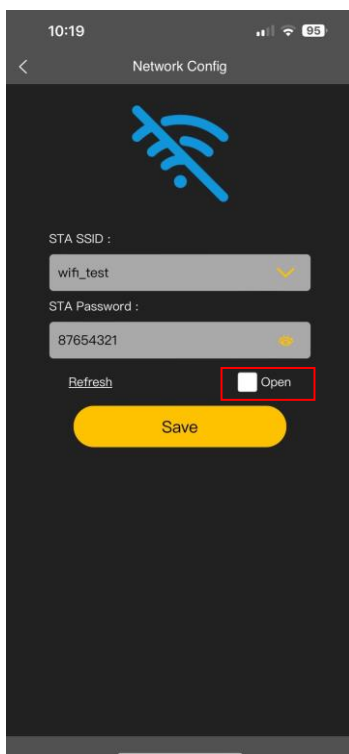 10:19
95
Network Config
STA SSID :
wifi_test
STA Password :
87654321
Refresh
Open
Save